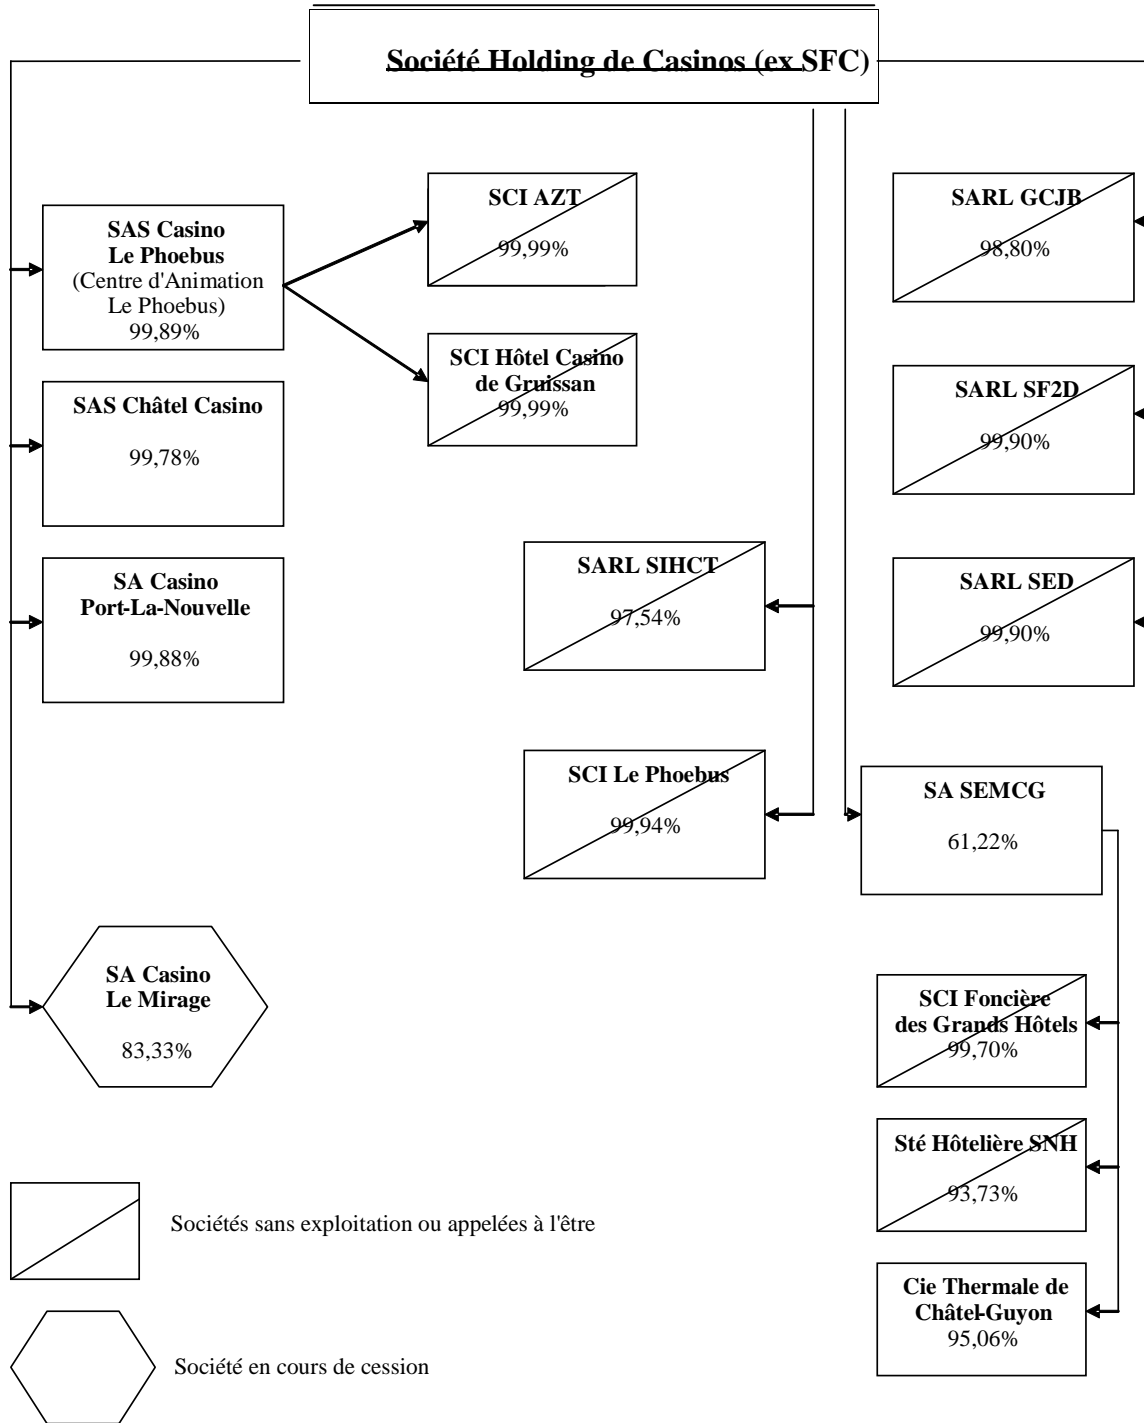 Société Holding de Casinos (ex SFC)
SAS Casino
Le Phoebus
(Centre d'Animation
Le Phoebus)
99,89%
SCI AZT
99,99%
SARL GCJB
98,80%
SCI Hôtel Casino
de Gruissan
99,99%
SAS Châtel Casino
99,78%
SARL SF2D
99,90%
SA Casino
Port-La-Nouvelle
99,88%
SARL SIHCT
97,54%
SARL SED
99,90%
SCI Le Phoebus
99,94%
SA SEMCG
61,22%
SA Casino
Le Mirage
83,33%
SCI Foncière
des Grands Hôtels
99,70%
Sté Hôtelière SNH
93,73%
Cie Thermale de
Châtel-Guyon
95,06%
Sociétés sans exploitation ou appelées à l'être
Société en cours de cession